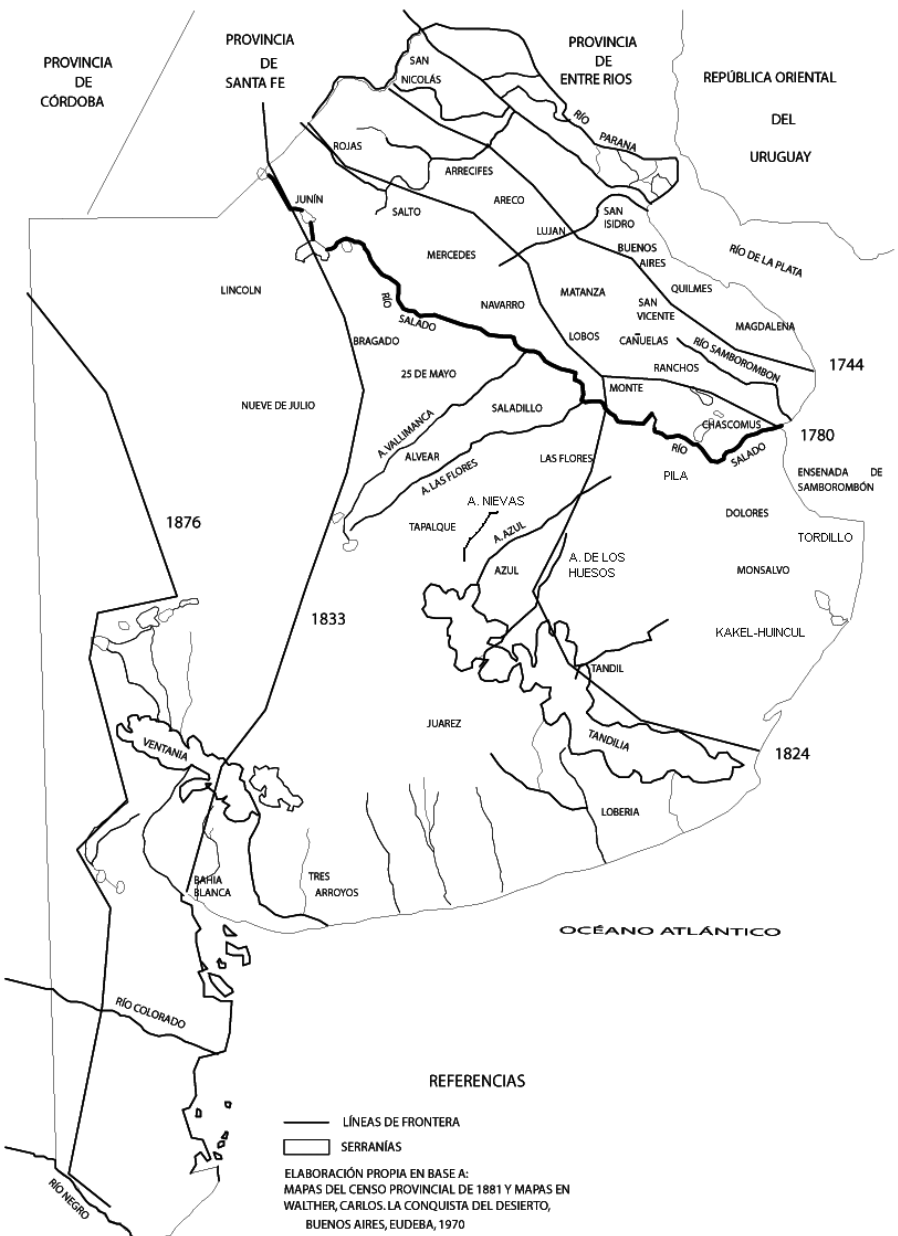 PROVINCIA
DE
CÓRDOBA
PROVINCIA
DE
SANTA FE
PROVINCIA
DE
ENTRE RIOS
REPÚBLICA ORIENTAL
DEL
URUGUAY
SAN
NICOLÁS
RÍO
PARANA
ROJAS
ARRECIFES
JUNÍN
SALTO
ARECO
SAN
ISIDRO
LUJAN
BUENOS
AIRES
RÍO DE LA PLATA
MERCEDES
LINCOLN
RÍO
SALADO
NAVARRO
MATANZA
QUILMES
SAN
VICENTE
MAGDALENA
BRAGADO
LOBOS
CAÑUELAS
RÍO SAMBOROMBON
1744
25 DE MAYO
RANCHOS
MONTE
NUEVE DE JULIO
SALADILLO
A. VALLIMANCA
CHASCOMUS
1780
ALVEAR
A. LAS FLORES
LAS FLORES
RÍO
SALADO
PILA
ENSENADA DE
SAMBOROMBÓN
1876
A. NIEVAS
TAPALQUE
A. AZUL
DOLORES
TORDILLO
AZUL
A. DE LOS
HUESOS
MONSALVO
1833
KAKEL-HUINCUL
TANDIL
JUAREZ
VENTANIA
TANDILIA
1824
LOBERIA
BAHIA
BLANCA
TRES
ARROYOS
OCÉANO ATLÁNTICO
RÍO COLORADO
RÍO NEGRO
REFERENCIAS
LÍNEAS DE FRONTERA
SERRANÍAS
ELABORACIÓN PROPIA EN BASE A:
MAPAS DEL CENSO PROVINCIAL DE 1881 Y MAPAS EN
WALTHER, CARLOS. LA CONQUISTA DEL DESIERTO,
BUENOS AIRES, EUDEBA, 1970